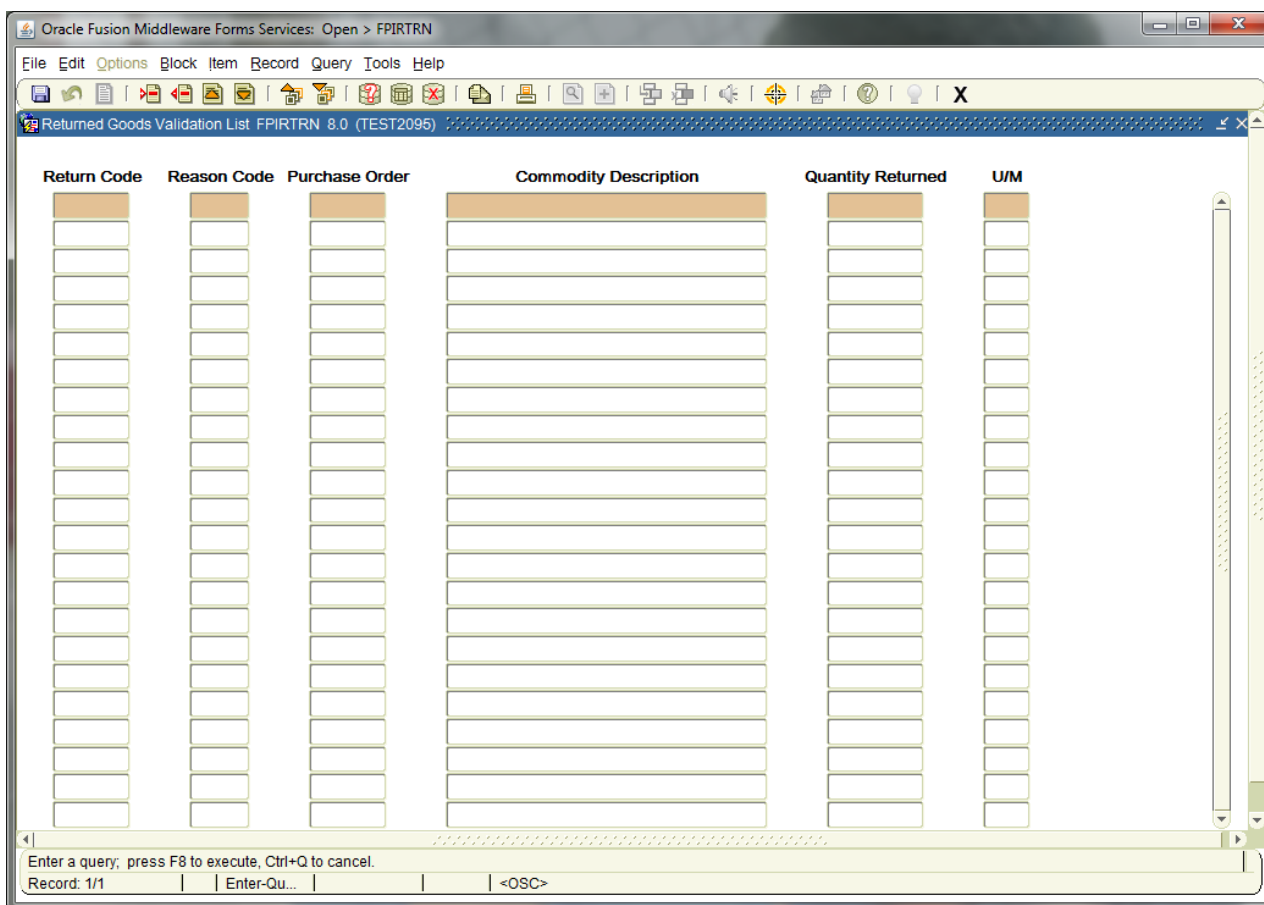 Oracle Fusion Middleware Forms Services: Open > FPIRTRN
File Edit Options Block Item Record Query Tools Help
X
Returned Goods Validation List FPIRTRN 8.0 (TEST2095)
Return Code Reason Code Purchase Order Commodity Description Quantity Returned U/M
Enter a query; press F8 to execute, Ctrl+Q to cancel.
Record: 1/1 Enter-Qu... <OSC>